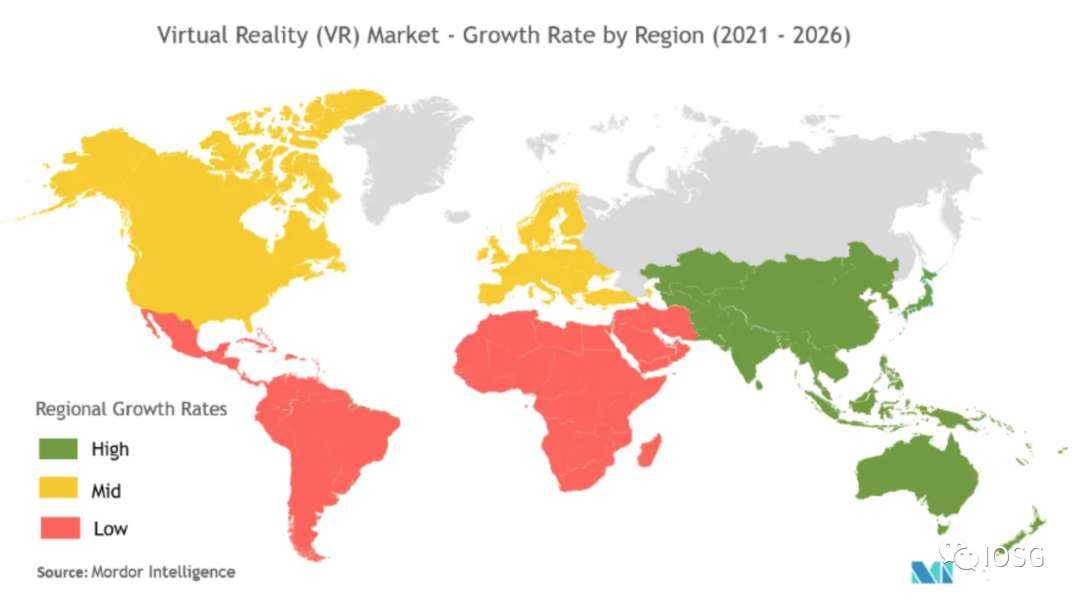 Virtual Reality (VR) Market - Growth Rate by Region (2021 - 2026)
Regional Growth Rates
High
Mid
Low
Source: Mordor Intelligence
IOSG